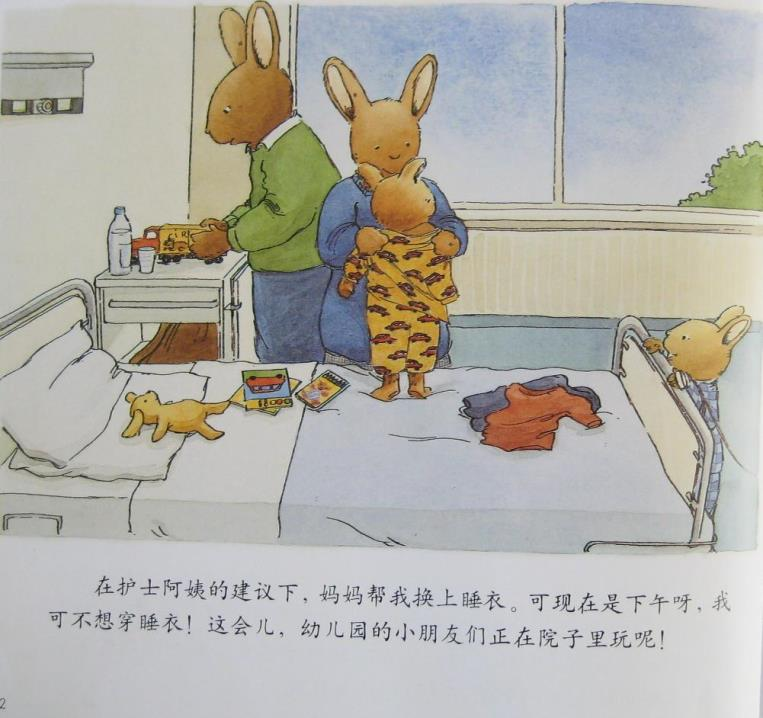 在护士阿姨的建议下，妈妈帮我换上睡衣。可现在是下午呀，我
可不想穿睡衣！这会儿，幼儿园的小朋友们正在院子里玩呢！
2